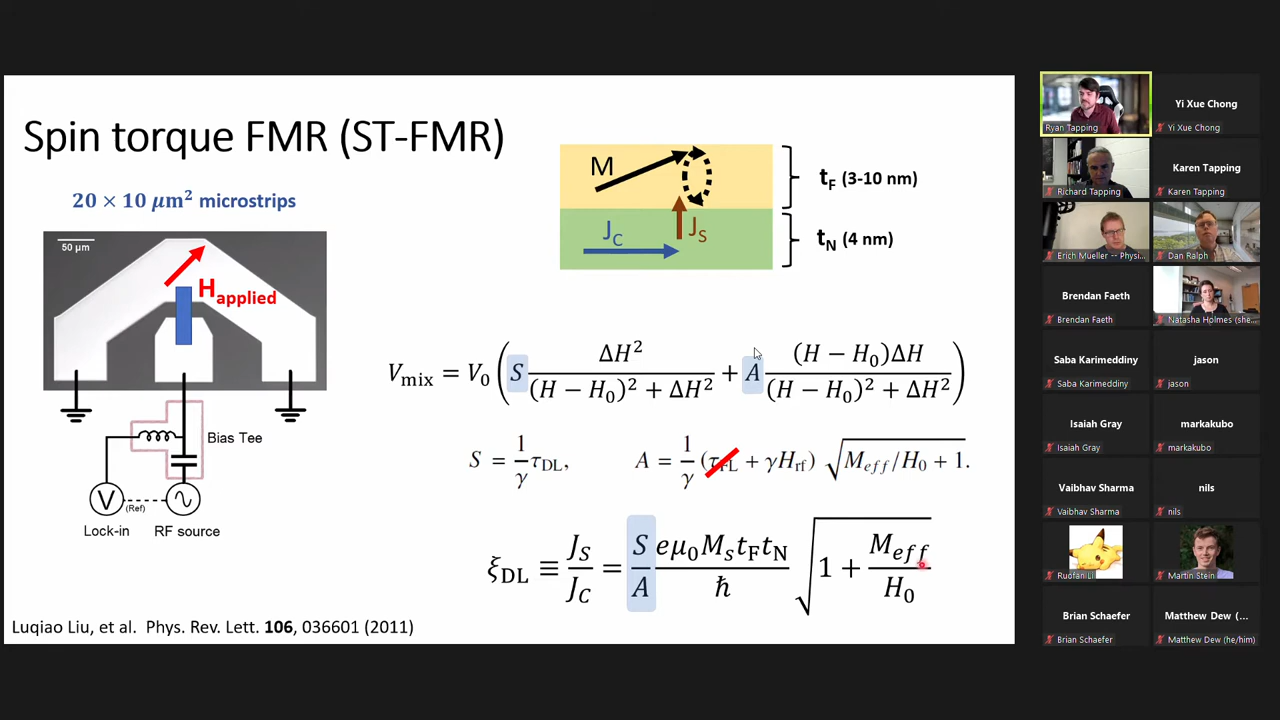 Spin torque FMR (ST-FMR)
20 × 10 μm² microstrips
50 μm
H_applied
Bias Tee
V
(Ref)
Lock-in
RF source
M
J_C
J_S
t_F (3-10 nm)
t_N (4 nm)
V_mix = V_0 ( S ΔH² / ((H − H_0)² + ΔH²) + A (H − H_0)ΔH / ((H − H_0)² + ΔH²) )
S = 1/γ τ_DL, A = 1/γ (τ_FL + γH_rf) √(M_eff/H_0 + 1).
ξ_DL ≡ J_S/J_C = S/A eμ_0M_st_Ft_N/ħ √(1 + M_eff/H_0)
Luqiao Liu, et al. Phys. Rev. Lett. 106, 036601 (2011)
Ryan Tapping
Yi Xue Chong
Yi Xue Chong
Richard Tapping
Karen Tapping
Karen Tapping
Erich Mueller -- Physi...
Dan Ralph
Brendan Faeth
Brendan Faeth
Natasha Holmes (she...
Saba Karimeddiny
Saba Karimeddiny
jason
jason
Isaiah Gray
Isaiah Gray
markakubo
markakubo
Vaibhav Sharma
Vaibhav Sharma
nils
nils
Ruofan Li
Martin Stein
Brian Schaefer
Brian Schaefer
Matthew Dew (...
Matthew Dew (he/him)